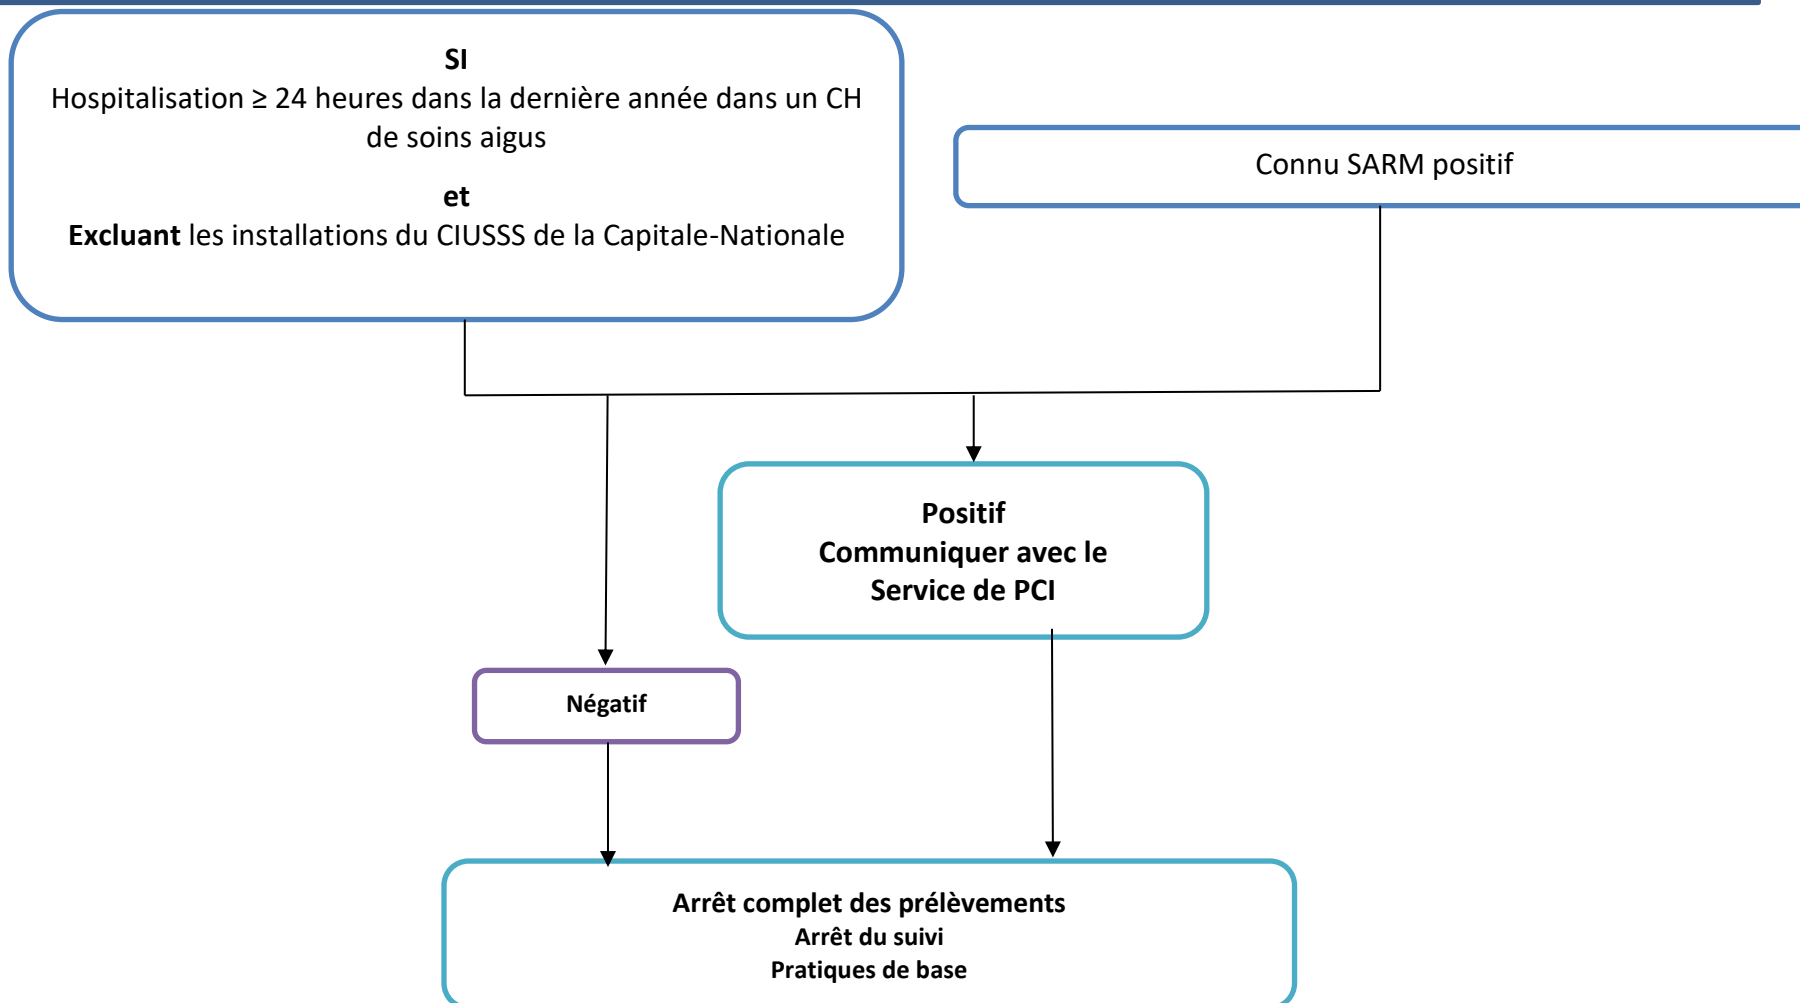 SI
Hospitalisation ≥ 24 heures dans la dernière année dans un CH
de soins aigus
et
Excluant les installations du CIUSSS de la Capitale-Nationale
Connu SARM positif
Positif
Communiquer avec le
Service de PCI
Négatif
Arrêt complet des prélèvements
Arrêt du suivi
Pratiques de base